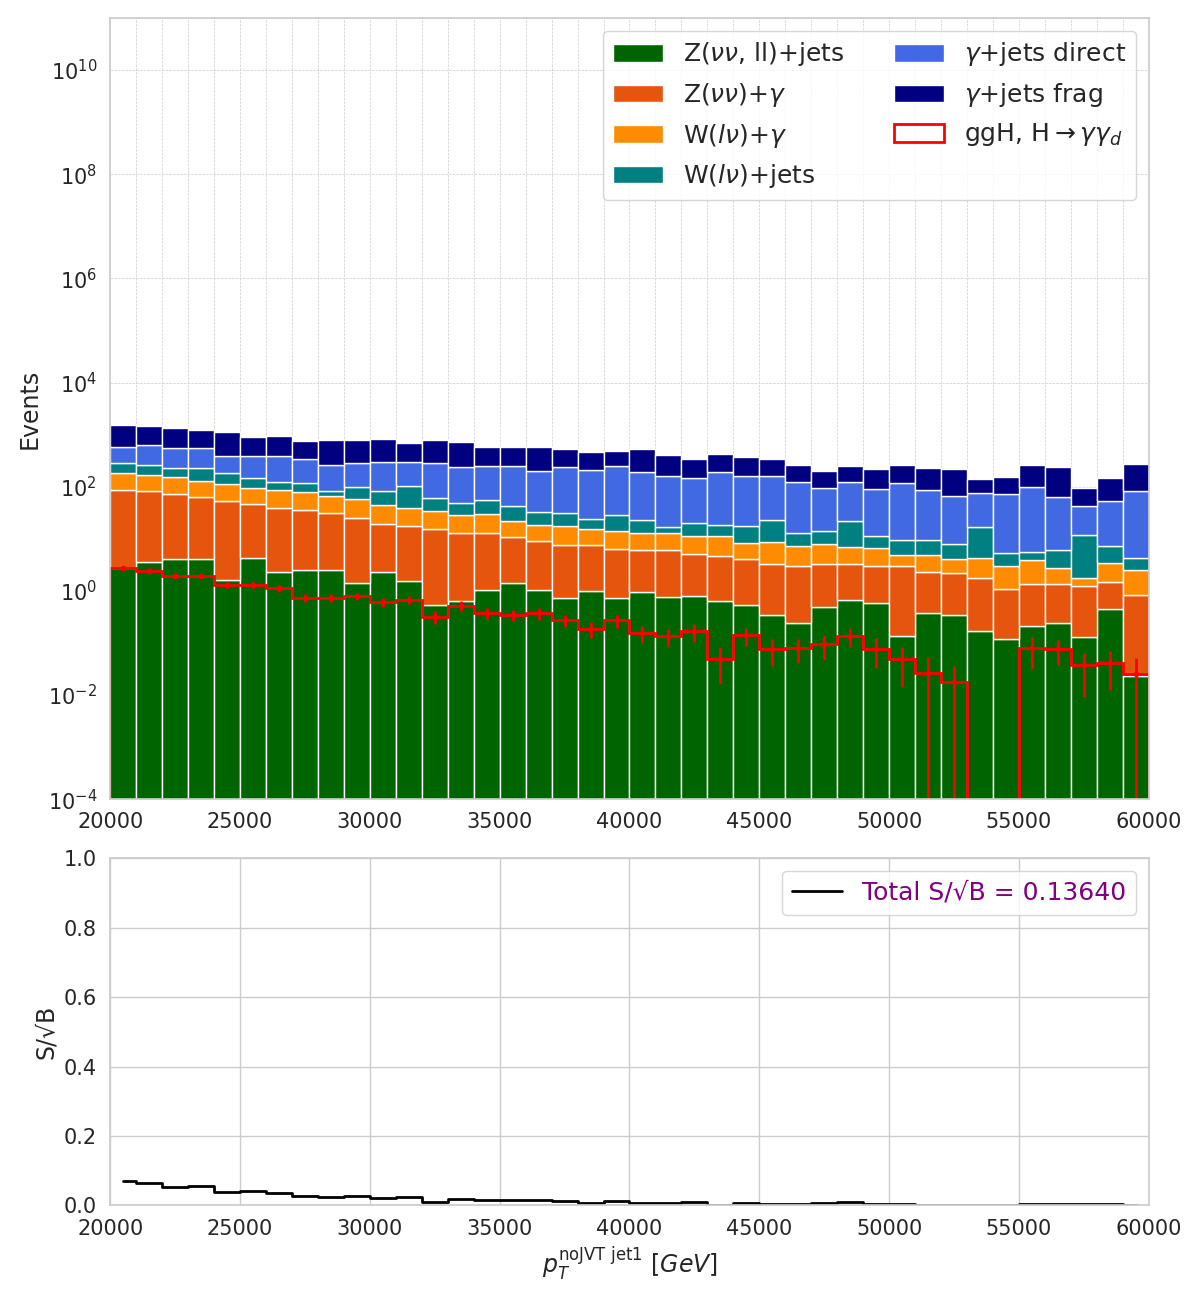 Z(νν, ll)+jets
Z(νν)+γ
W(lν)+γ
W(lν)+jets
γ+jets direct
γ+jets frag
ggH, H→γγ_d
Events
10^10
10^8
10^6
10^4
10^2
10^0
10^−2
10^−4
20000 25000 30000 35000 40000 45000 50000 55000 60000
Total S/√B = 0.13640
S/√B
1.0
0.8
0.6
0.4
0.2
0.0
20000 25000 30000 35000 40000 45000 50000 55000 60000
p_T^noJVT jet1 [GeV]